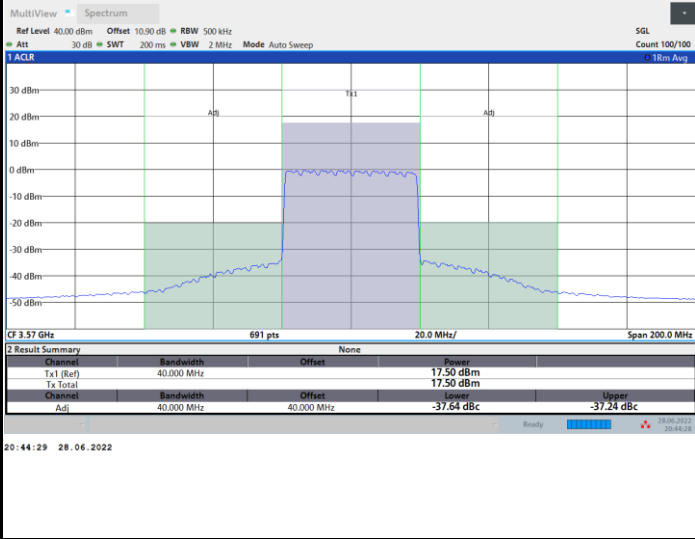 MultiView Spectrum
Ref Level 40.00 dBm Offset 10.90 dB RBW 500 kHz SGL
Att 30 dB SWT 200 ms VBW 2 MHz Mode Auto Sweep Count 100/100
1 ACLR 1Rm Avg
30 dBm
Tx1
20 dBm
Adj Adj
10 dBm
0 dBm
-10 dBm
-20 dBm
-30 dBm
-40 dBm
-50 dBm
CF 3.57 GHz 691 pts 20.0 MHz/ Span 200.0 MHz
2 Result Summary None
Channel Bandwidth Offset Power
Tx1 (Ref) 40.000 MHz 17.50 dBm
Tx Total 17.50 dBm
Channel Bandwidth Offset Lower Upper
Adj 40.000 MHz 40.000 MHz -37.64 dBc -37.24 dBc
Ready 28.06.2022
20:44:28
20:44:29 28.06.2022